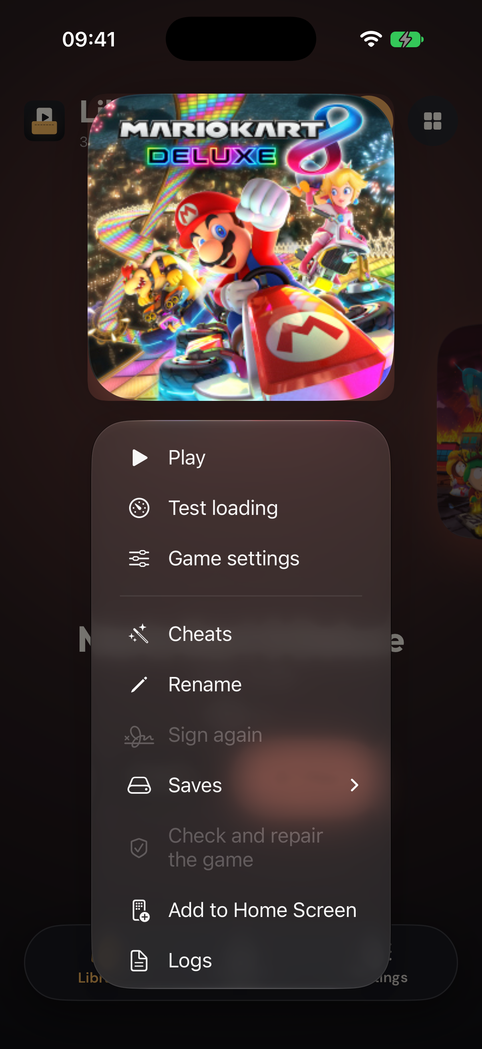 09:41
MARIOKART 8
DELUXE
Play
Test loading
Game settings
Cheats
Rename
Sign again
Saves
Check and repair
the game
Add to Home Screen
Logs